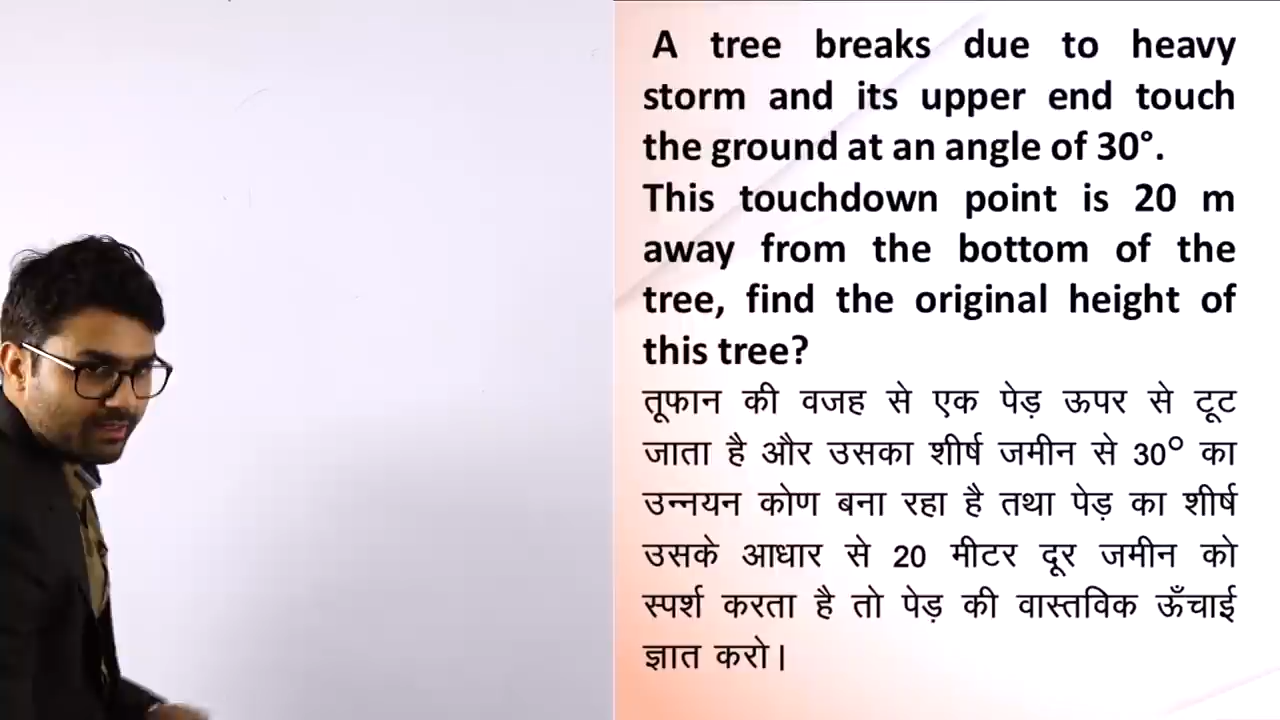 A tree breaks due to heavy
storm and its upper end touch
the ground at an angle of 30°.
This touchdown point is 20 m
away from the bottom of the
tree, find the original height of
this tree?
तूफान की वजह से एक पेड़ ऊपर से टूट
जाता है और उसका शीर्ष जमीन से 30° का
उन्नयन कोण बना रहा है तथा पेड़ का शीर्ष
उसके आधार से 20 मीटर दूर जमीन को
स्पर्श करता है तो पेड़ की वास्तविक ऊँचाई
ज्ञात करो।